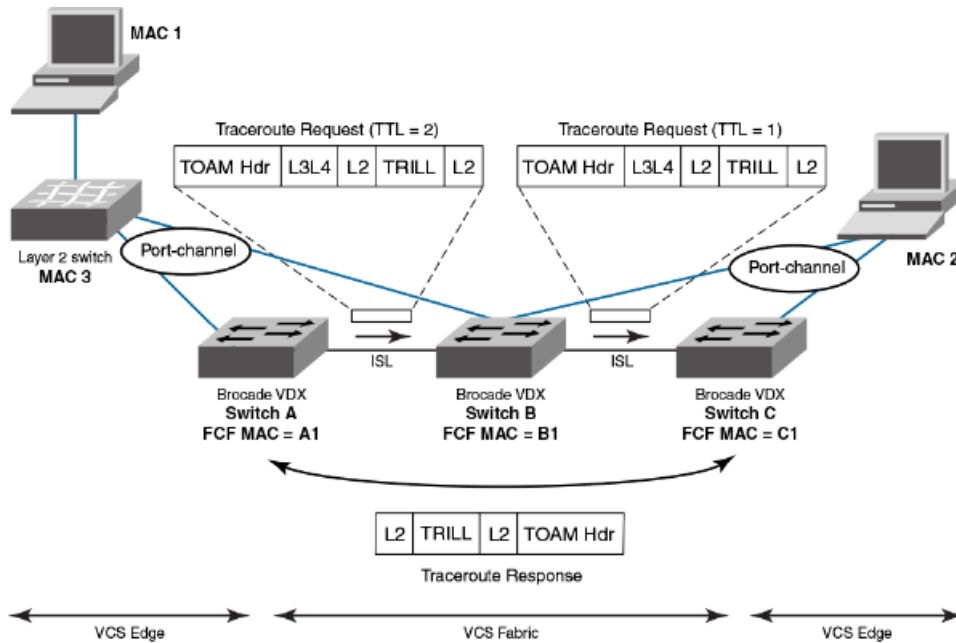 MAC 1
Traceroute Request (TTL = 2)
TOAM Hdr L3L4 L2 TRILL L2
Traceroute Request (TTL = 1)
TOAM Hdr L3L4 L2 TRILL L2
Layer 2 switch
MAC 3
Port-channel
Port-channel
MAC 2
ISL
ISL
Brocade VDX
Switch A
FCF MAC = A1
Brocade VDX
Switch B
FCF MAC = B1
Brocade VDX
Switch C
FCF MAC = C1
L2 TRILL L2 TOAM Hdr
Traceroute Response
VCS Edge
VCS Fabric
VCS Edge